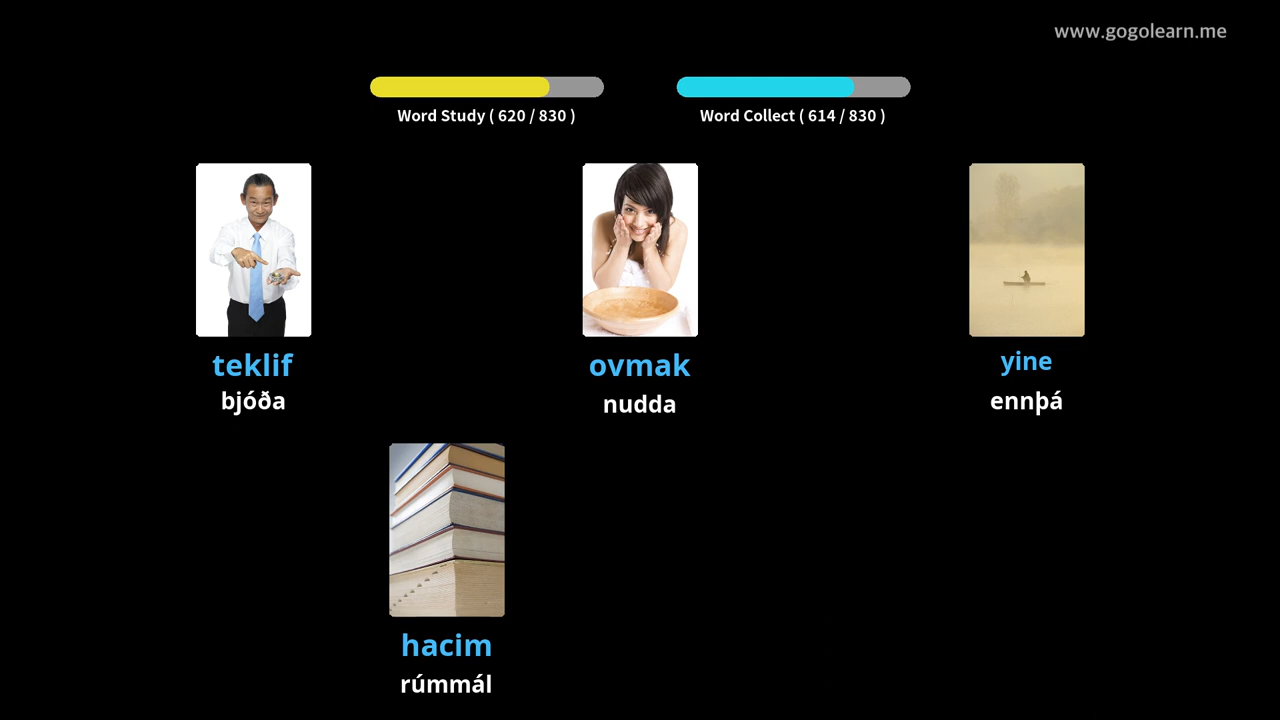 www.gogolearn.me
Word Study ( 620 / 830 )
Word Collect ( 614 / 830 )
teklif
bjóða
ovmak
nudda
yine
ennþá
hacim
rúmmál